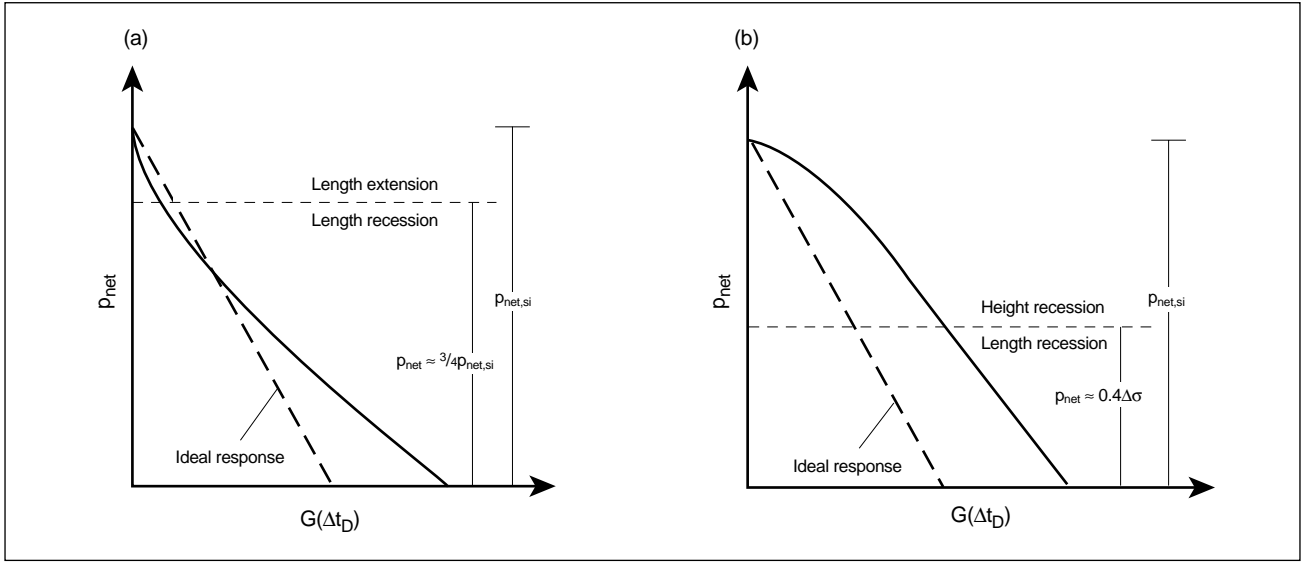 (a)
Length extension
Length recession
pnet
pnet,si
pnet ≈ 3/4pnet,si
Ideal response
G(ΔtD)
(b)
Height recession
Length recession
pnet
pnet,si
pnet ≈ 0.4Δσ
Ideal response
G(ΔtD)